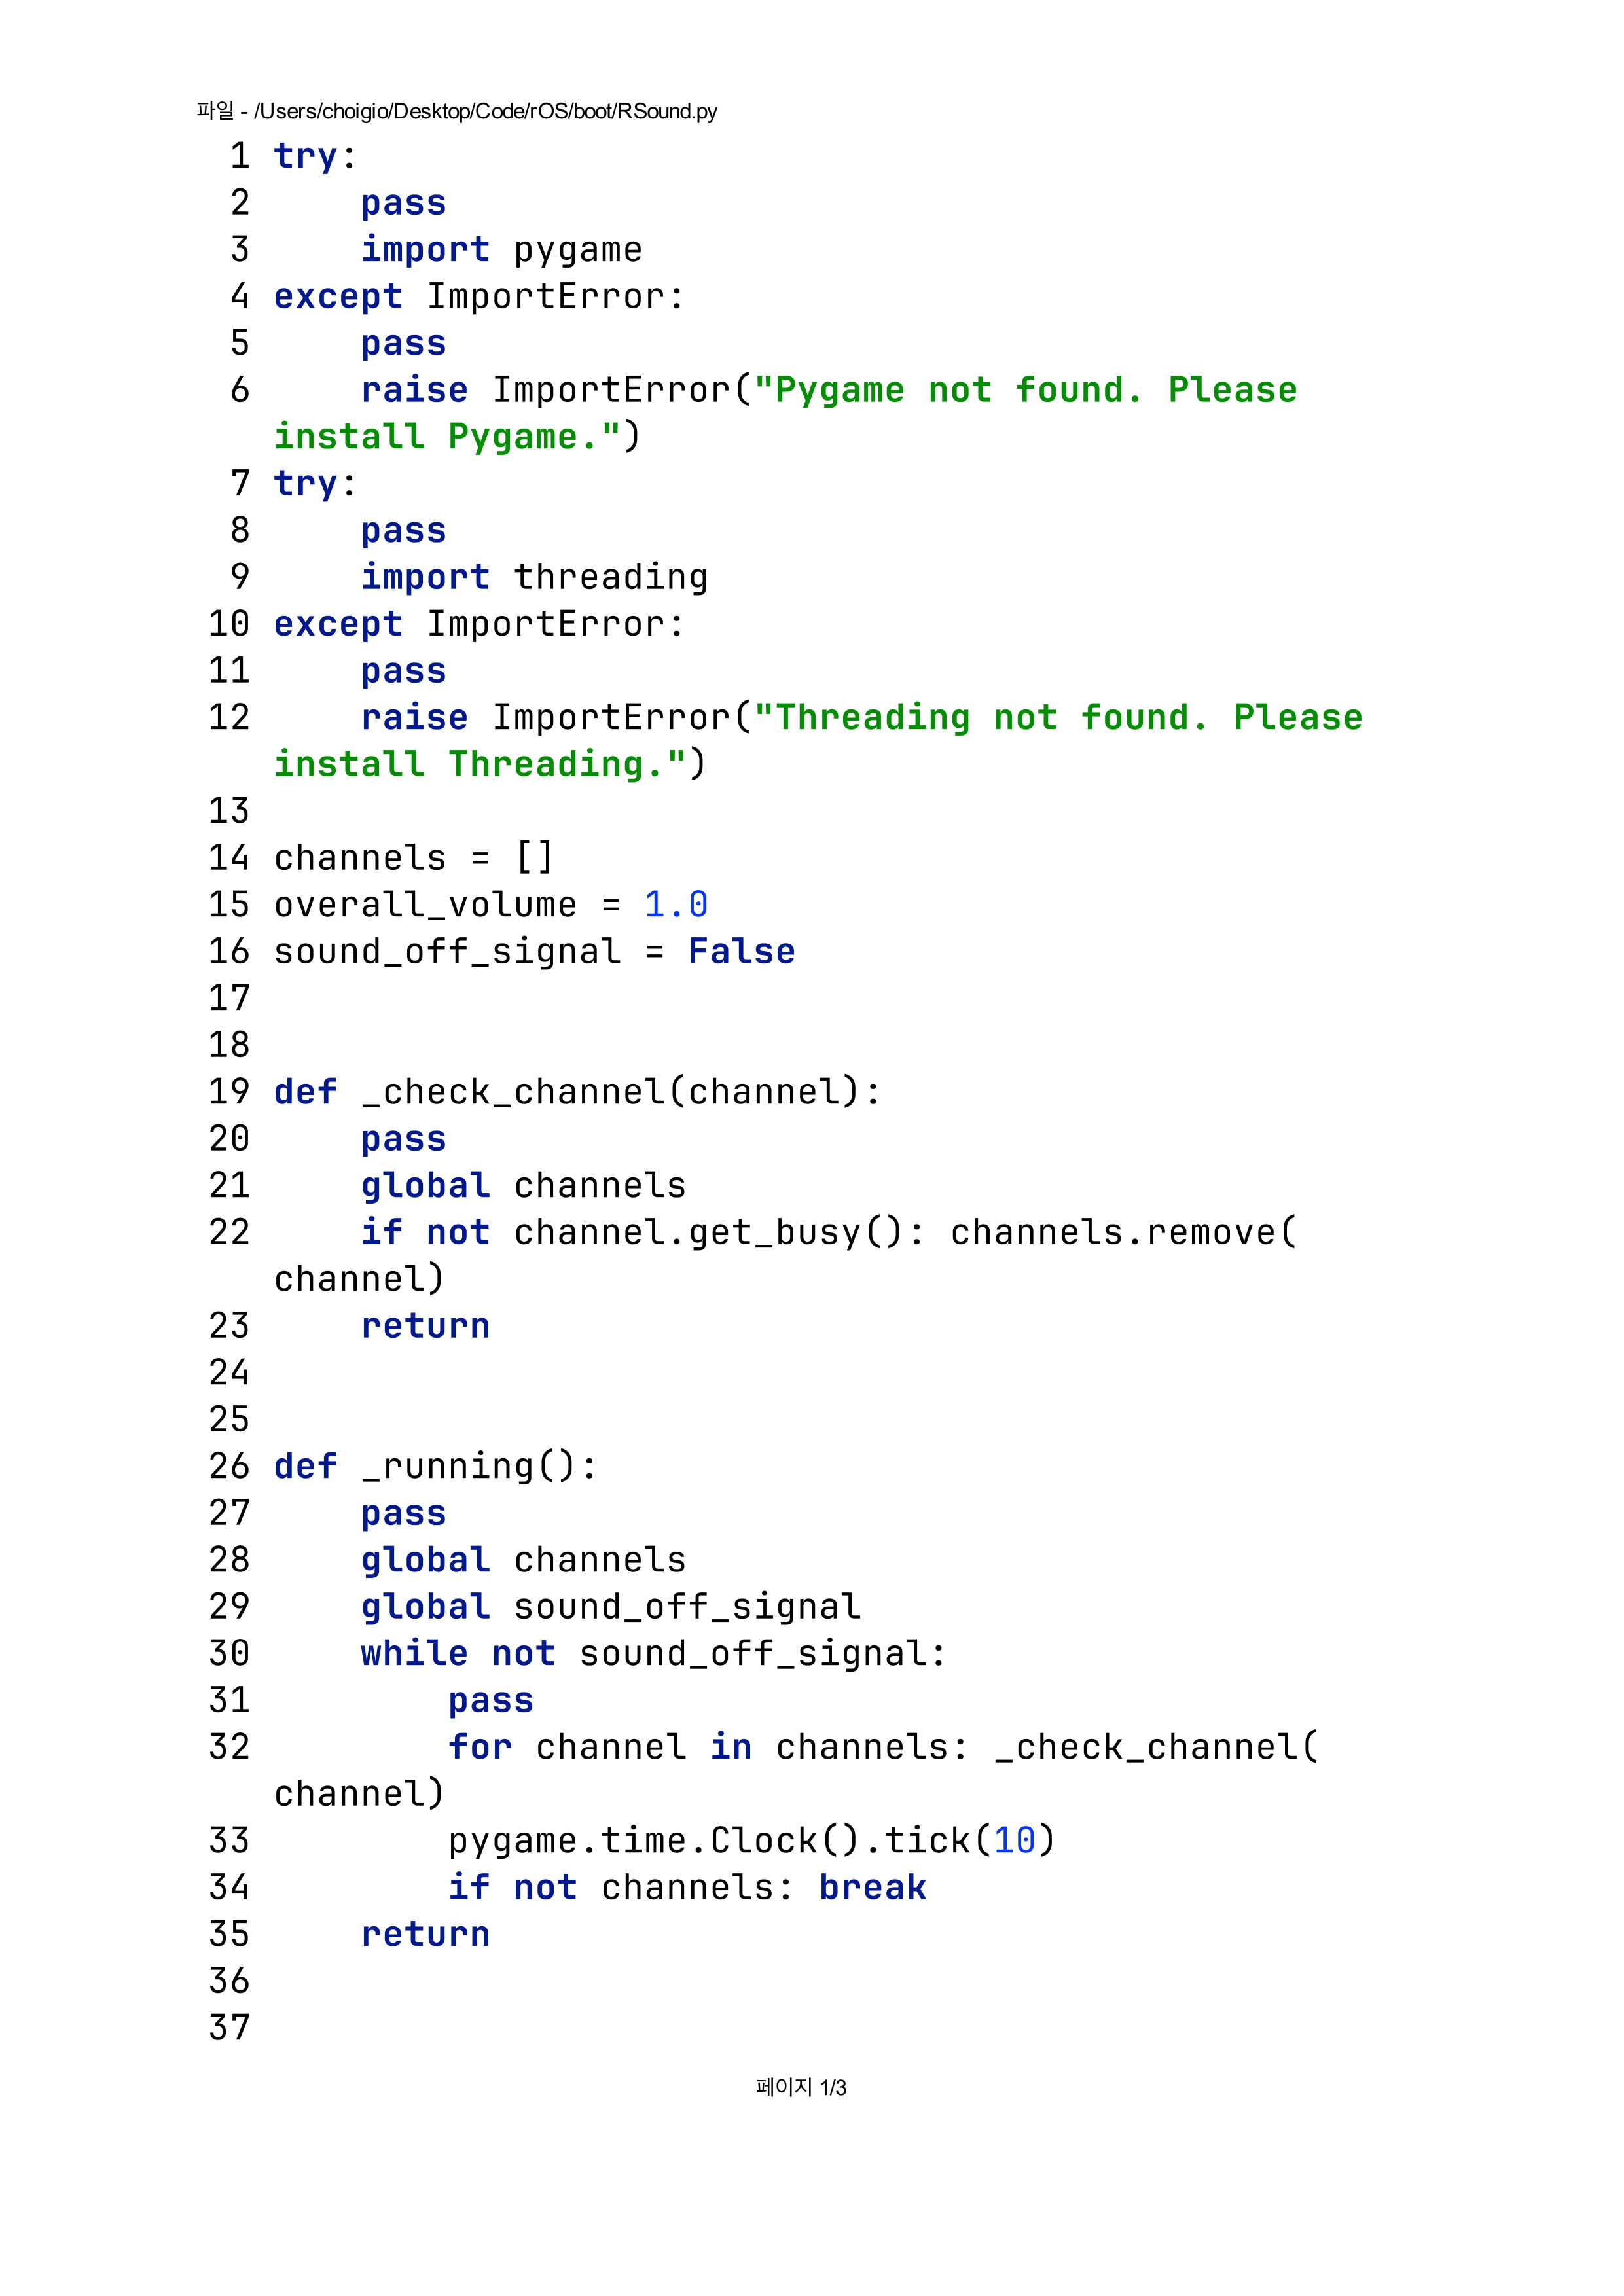 파일 - /Users/choigio/Desktop/Code/rOS/boot/RSound.py
1 try:
2     pass
3     import pygame
4 except ImportError:
5     pass
6     raise ImportError("Pygame not found. Please
install Pygame.")
7 try:
8     pass
9     import threading
10 except ImportError:
11     pass
12     raise ImportError("Threading not found. Please
install Threading.")
13
14 channels = []
15 overall_volume = 1.0
16 sound_off_signal = False
17
18
19 def _check_channel(channel):
20     pass
21     global channels
22     if not channel.get_busy(): channels.remove(
channel)
23     return
24
25
26 def _running():
27     pass
28     global channels
29     global sound_off_signal
30     while not sound_off_signal:
31         pass
32         for channel in channels: _check_channel(
channel)
33         pygame.time.Clock().tick(10)
34         if not channels: break
35     return
36
37
페이지 1/3